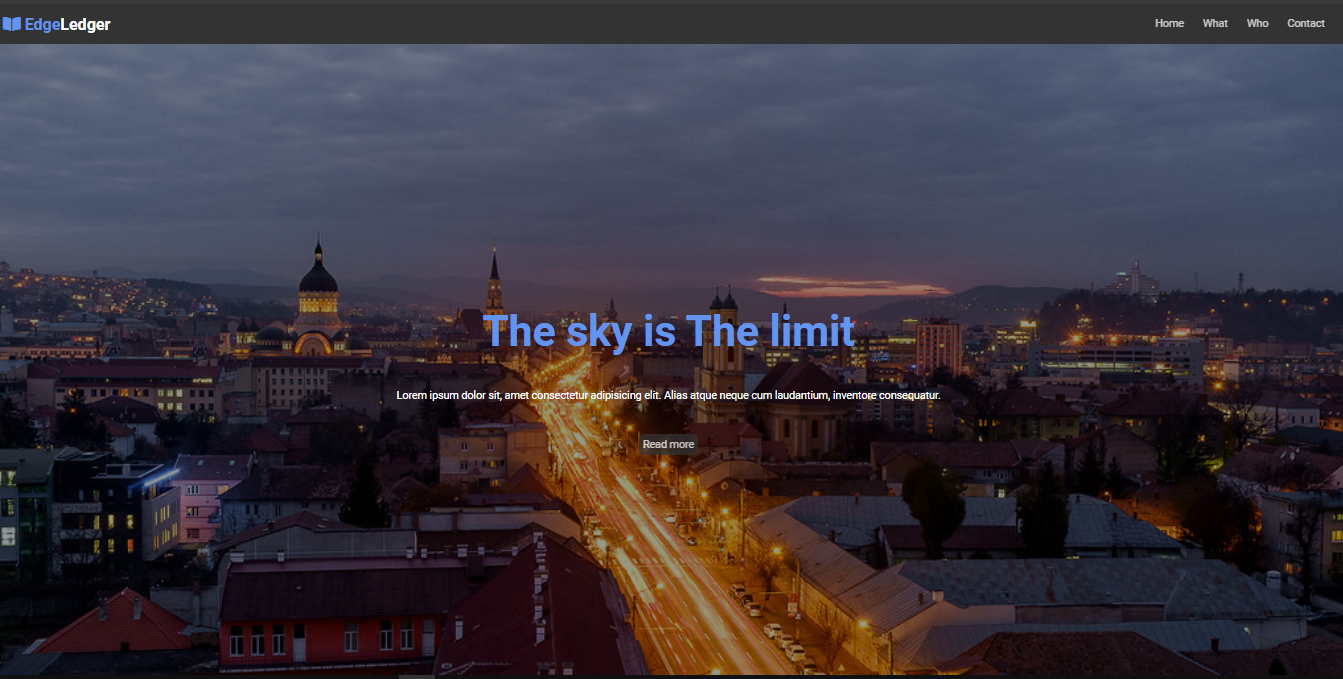 EdgeLedger
Home What Who Contact
The sky is The limit
Lorem ipsum dolor sit, amet consectetur adipisicing elit. Alias atque neque cum laudantium, inventore consequatur.
Read more